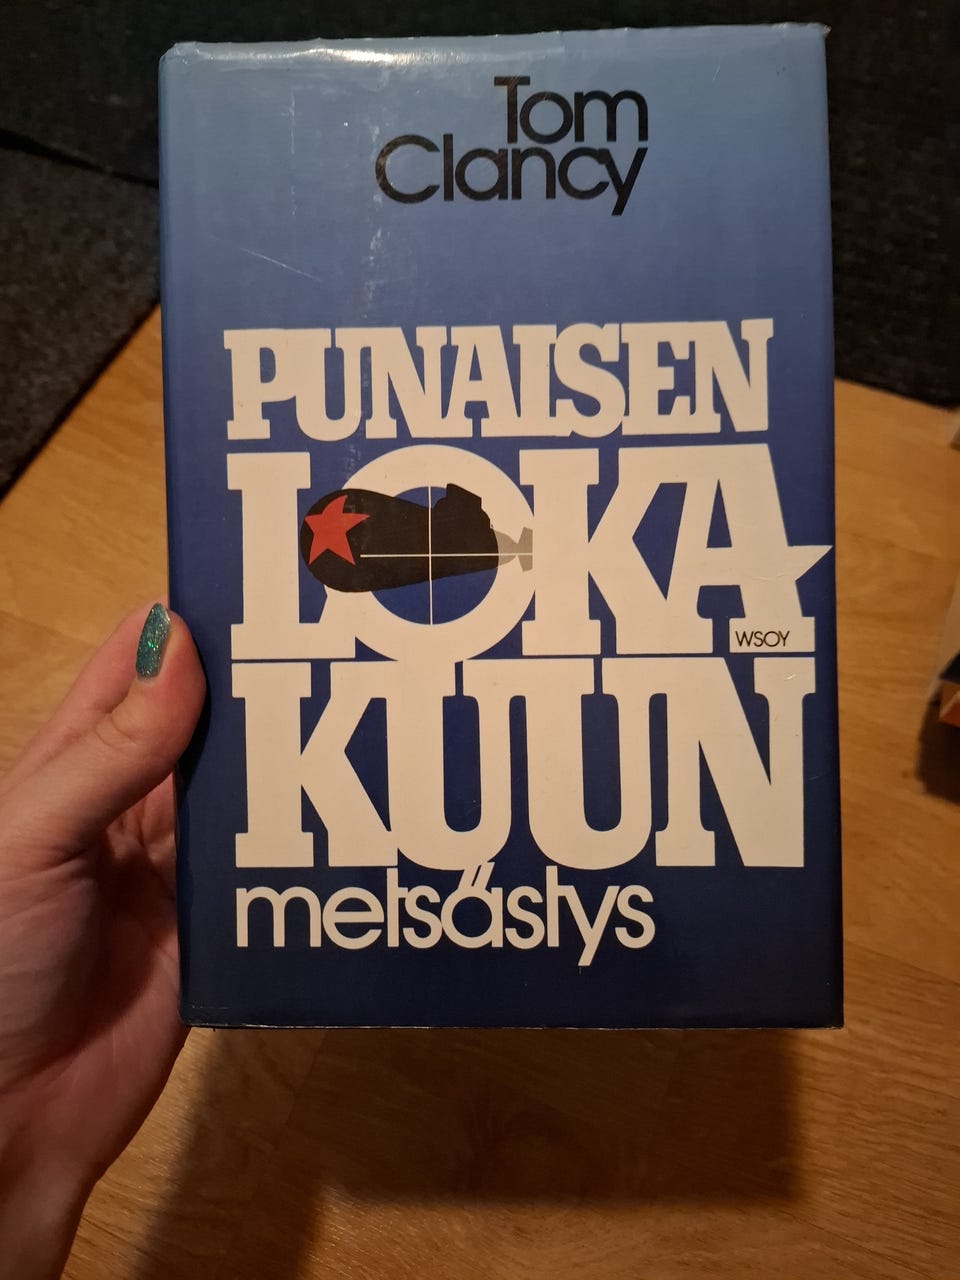 Tom
Clancy
PUNAISEN
LOKA
WSOY
KUUN
metsästys